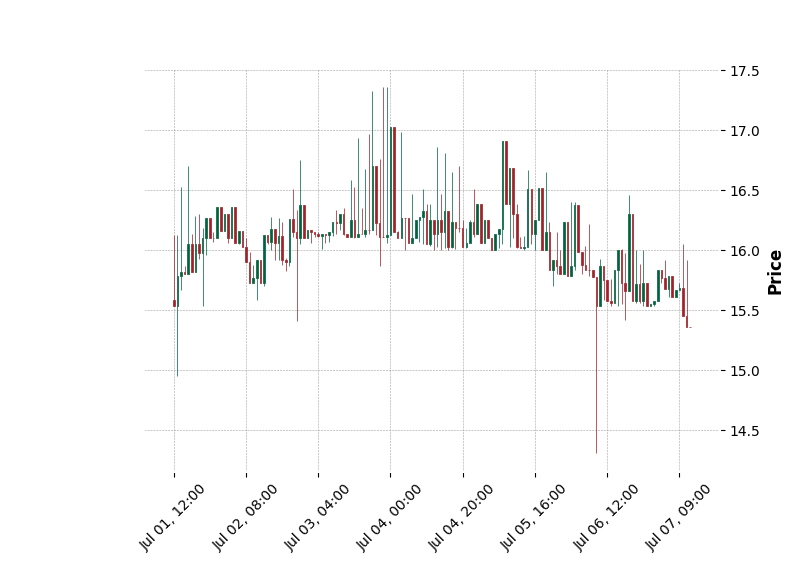 17.5
17.0
16.5
16.0
15.5
15.0
14.5
Price
Jul 01, 12:00
Jul 02, 08:00
Jul 03, 04:00
Jul 04, 00:00
Jul 04, 20:00
Jul 05, 16:00
Jul 06, 12:00
Jul 07, 09:00